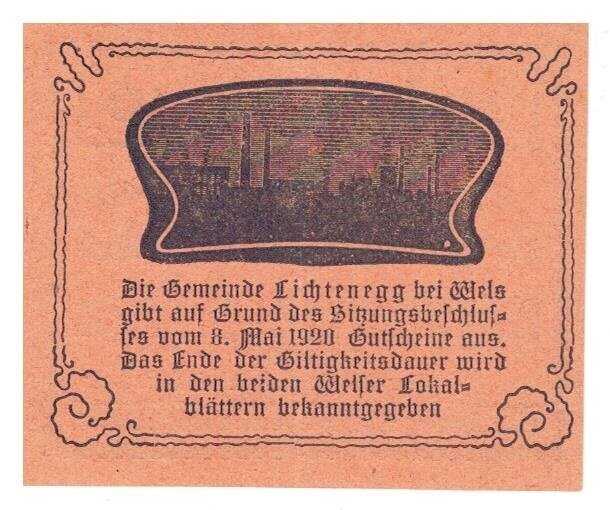 Die Gemeinde Lichtenegg bei Wels
gibt auf Grund des Sitzungsbeschlus=
ses vom 8. Mai 1920 Gutscheine aus.
Das Ende der Giltigkeitsdauer wird
in den beiden Welser Lokal=
blättern bekanntgegeben